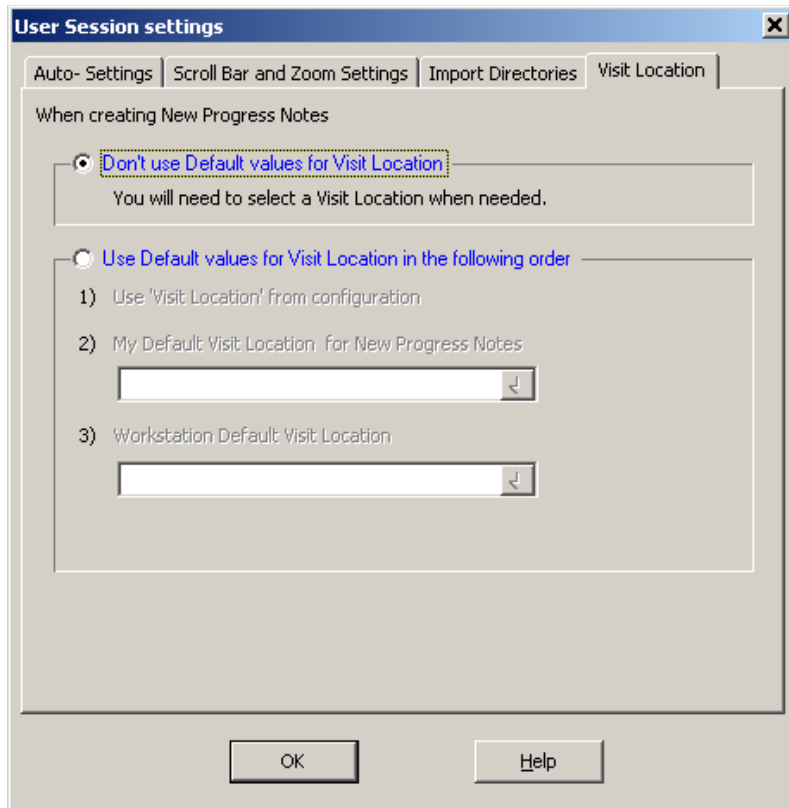 User Session settings
Auto- Settings
Scroll Bar and Zoom Settings
Import Directories
Visit Location
When creating New Progress Notes
Don't use Default values for Visit Location
You will need to select a Visit Location when needed.
Use Default values for Visit Location in the following order
1) Use 'Visit Location' from configuration
2) My Default Visit Location  for New Progress Notes
3) Workstation Default Visit Location
OK
Help